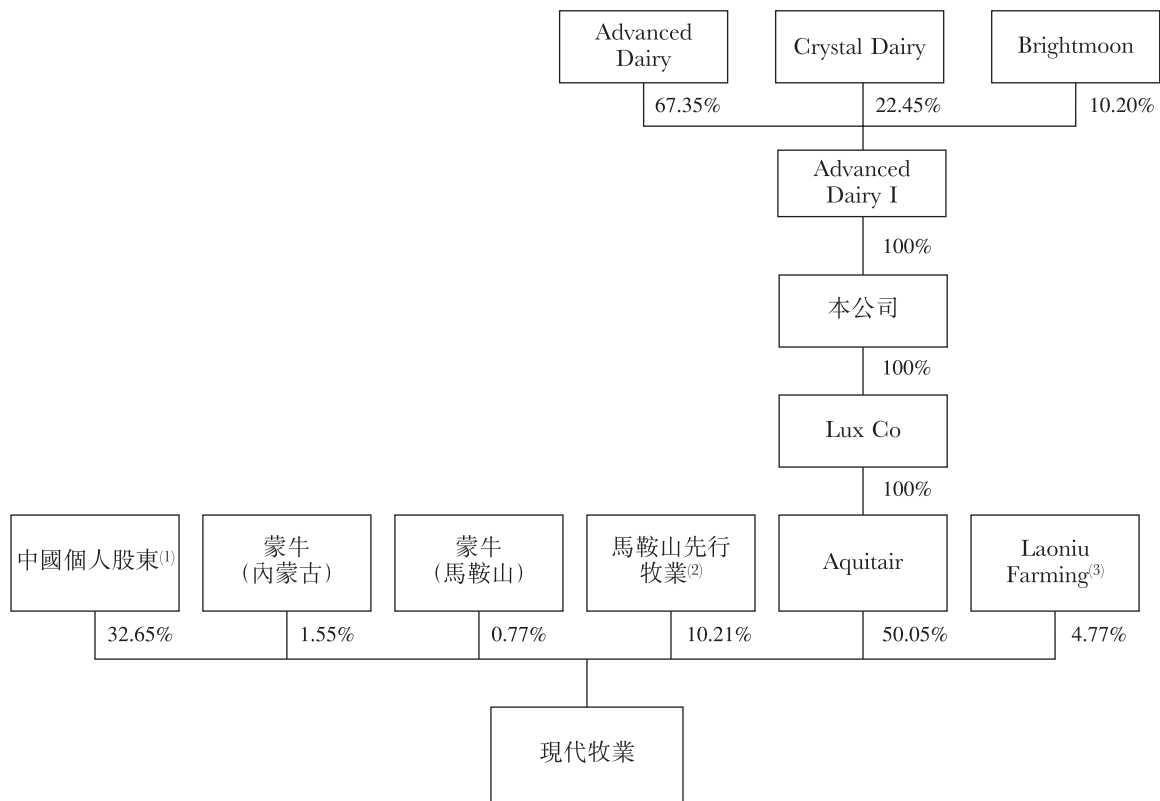 Advanced
Dairy
Crystal Dairy
Brightmoon
67.35%
22.45%
10.20%
Advanced
Dairy I
100%
本公司
100%
Lux Co
100%
中國個人股東(1)
蒙牛
(內蒙古)
蒙牛
(馬鞍山)
馬鞍山先行
牧業(2)
Aquitair
Laoniu
Farming(3)
32.65%
1.55%
0.77%
10.21%
50.05%
4.77%
現代牧業